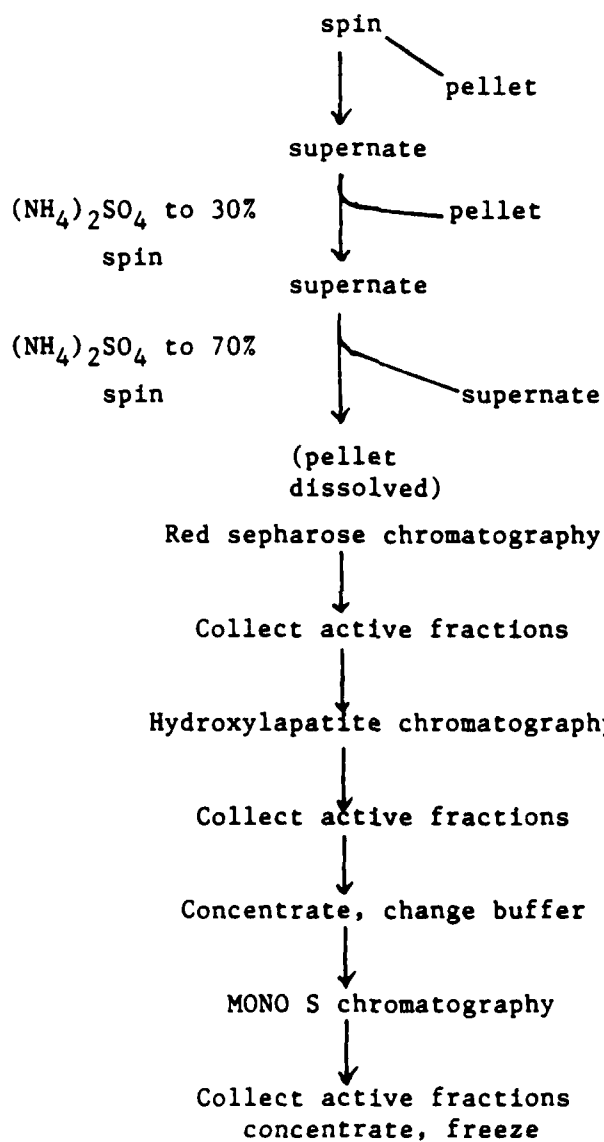 spin
pellet
supernate
(NH4)2SO4 to 30%
pellet
spin
supernate
(NH4)2SO4 to 70%
spin
supernate
(pellet
dissolved)
Red sepharose chromatography
Collect active fractions
Hydroxylapatite chromatography
Collect active fractions
Concentrate, change buffer
MONO S chromatography
Collect active fractions
concentrate, freeze